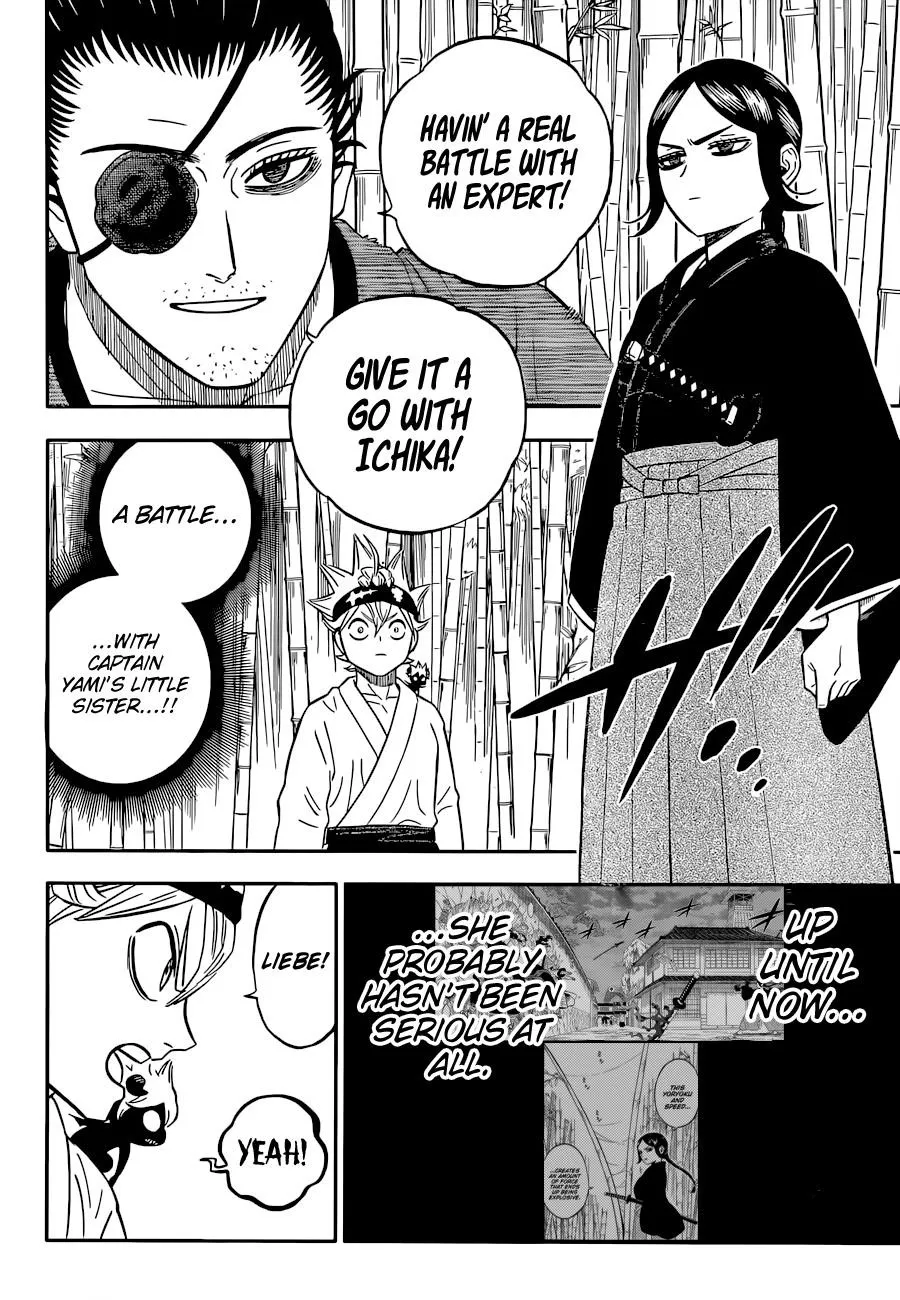 HAVIN' A REAL
BATTLE WITH
AN EXPERT!
GIVE IT A
GO WITH
ICHIKA!
A BATTLE...
...WITH
CAPTAIN
YAMI'S LITTLE
SISTER...!!
UP
UNTIL
NOW...
...SHE
PROBABLY
HASN'T BEEN
SERIOUS AT
ALL.
THIS
YORYOKU
AND
SPEED...
...CREATES
AN AMOUNT
OF FORCE
THAT ENDS
UP BEING
EXPLOSIVE.
LIEBE!
YEAH!